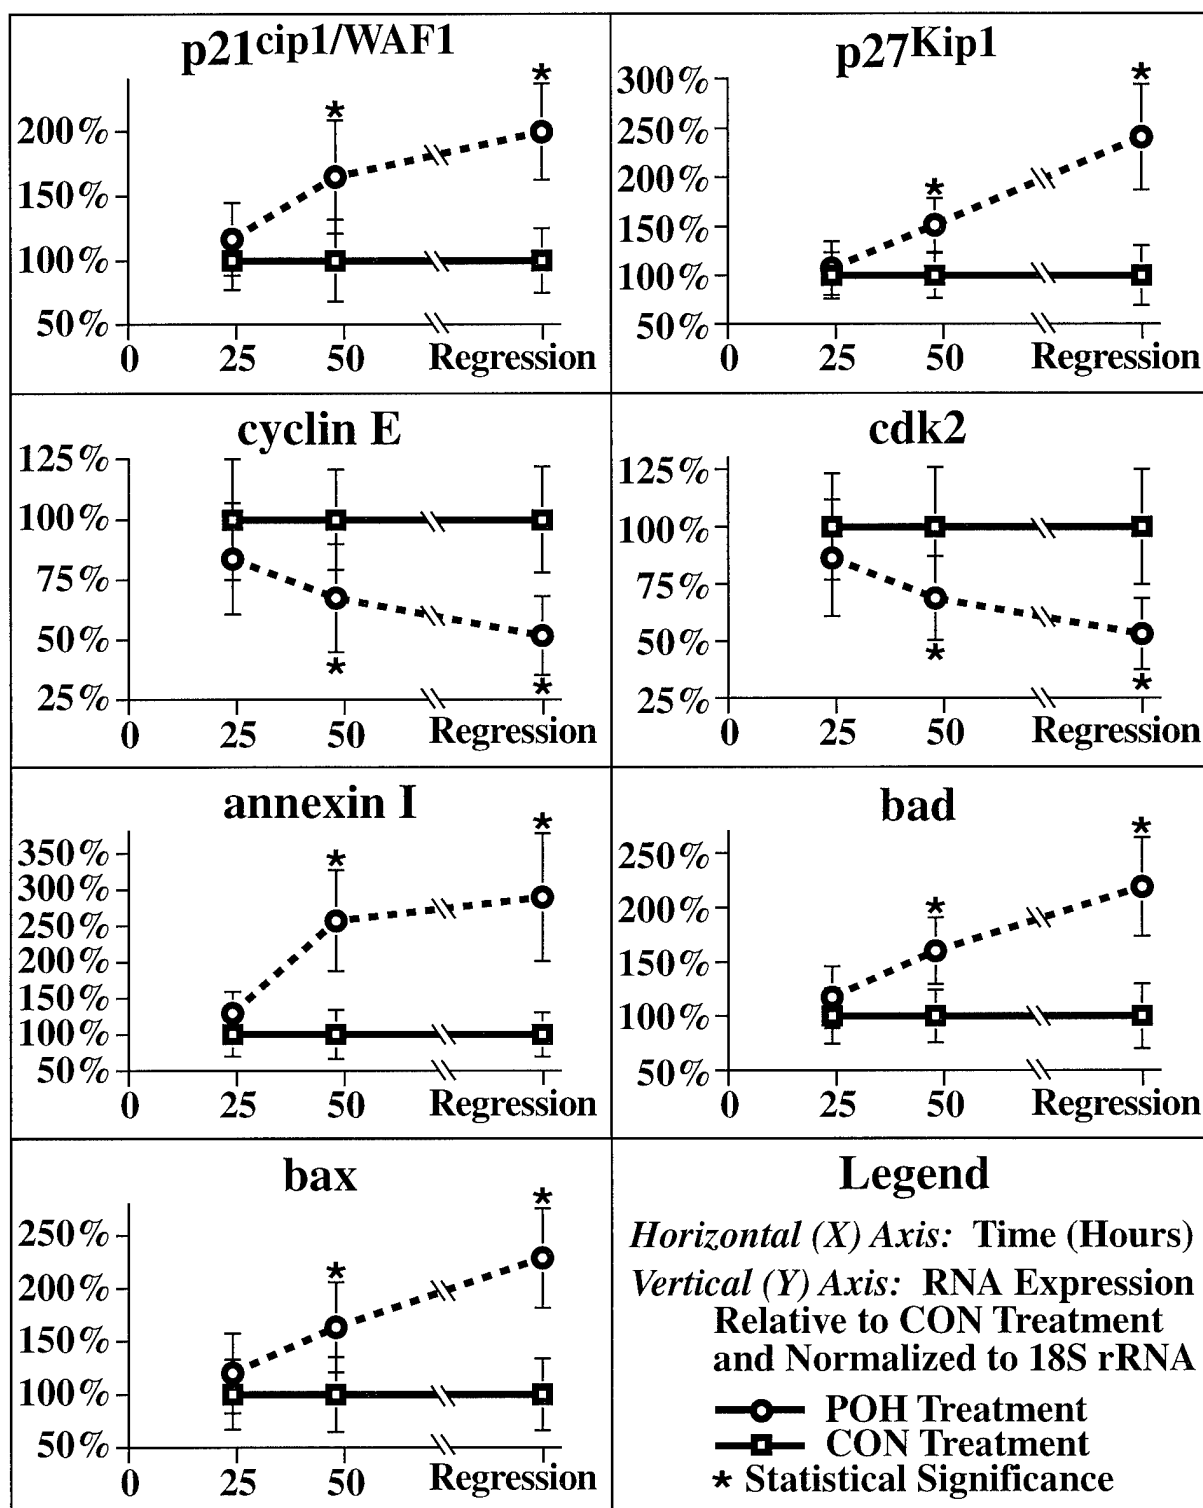 p21cip1/WAF1
200%
150%
100%
50%
0 25 50 Regression
p27Kip1
300%
250%
200%
150%
100%
50%
0 25 50 Regression
cyclin E
125%
100%
75%
50%
25%
0 25 50 Regression
cdk2
125%
100%
75%
50%
25%
0 25 50 Regression
annexin I
350%
300%
250%
200%
150%
100%
50%
0 25 50 Regression
bad
250%
200%
150%
100%
50%
0 25 50 Regression
bax
250%
200%
150%
100%
50%
0 25 50 Regression
Legend
Horizontal (X) Axis: Time (Hours)
Vertical (Y) Axis: RNA Expression
Relative to CON Treatment
and Normalized to 18S rRNA
POH Treatment
CON Treatment
* Statistical Significance